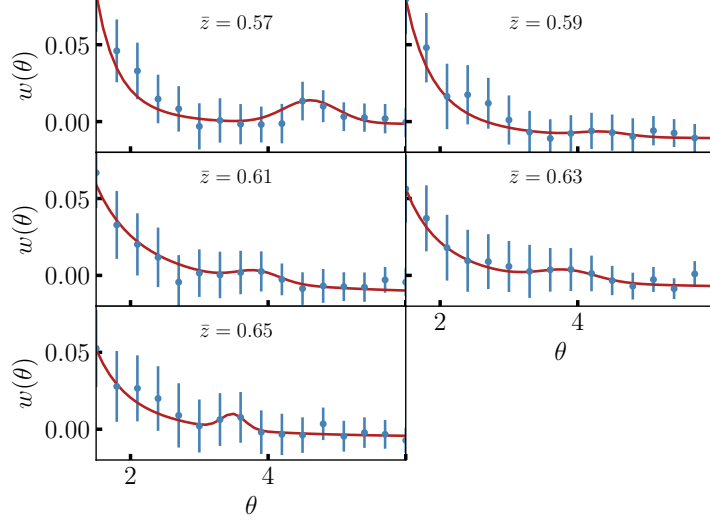 z̄ = 0.57
z̄ = 0.59
0.05
0.00
w(θ)
z̄ = 0.61
z̄ = 0.63
0.05
0.00
w(θ)
2
4
θ
z̄ = 0.65
0.05
0.00
w(θ)
2
4
θ